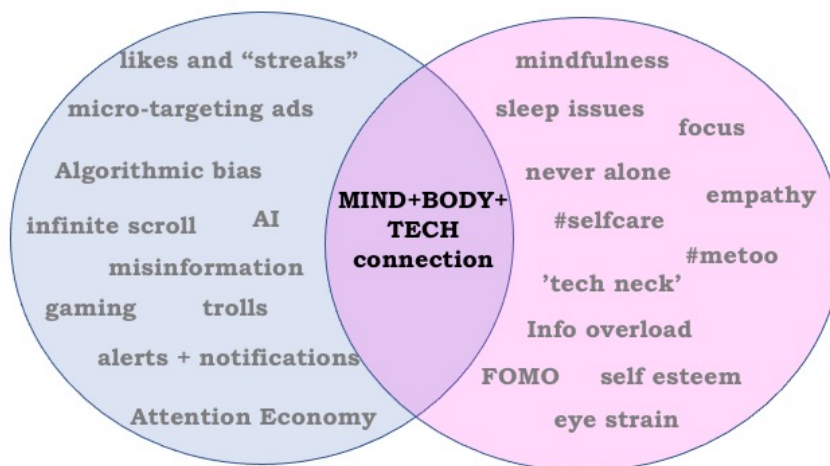 likes and “streaks”
micro-targeting ads
Algorithmic bias
infinite scroll
AI
misinformation
gaming
trolls
alerts + notifications
Attention Economy
MIND+BODY+
TECH
connection
mindfulness
sleep issues
focus
never alone
empathy
#selfcare
#metoo
’tech neck’
Info overload
FOMO
self esteem
eye strain